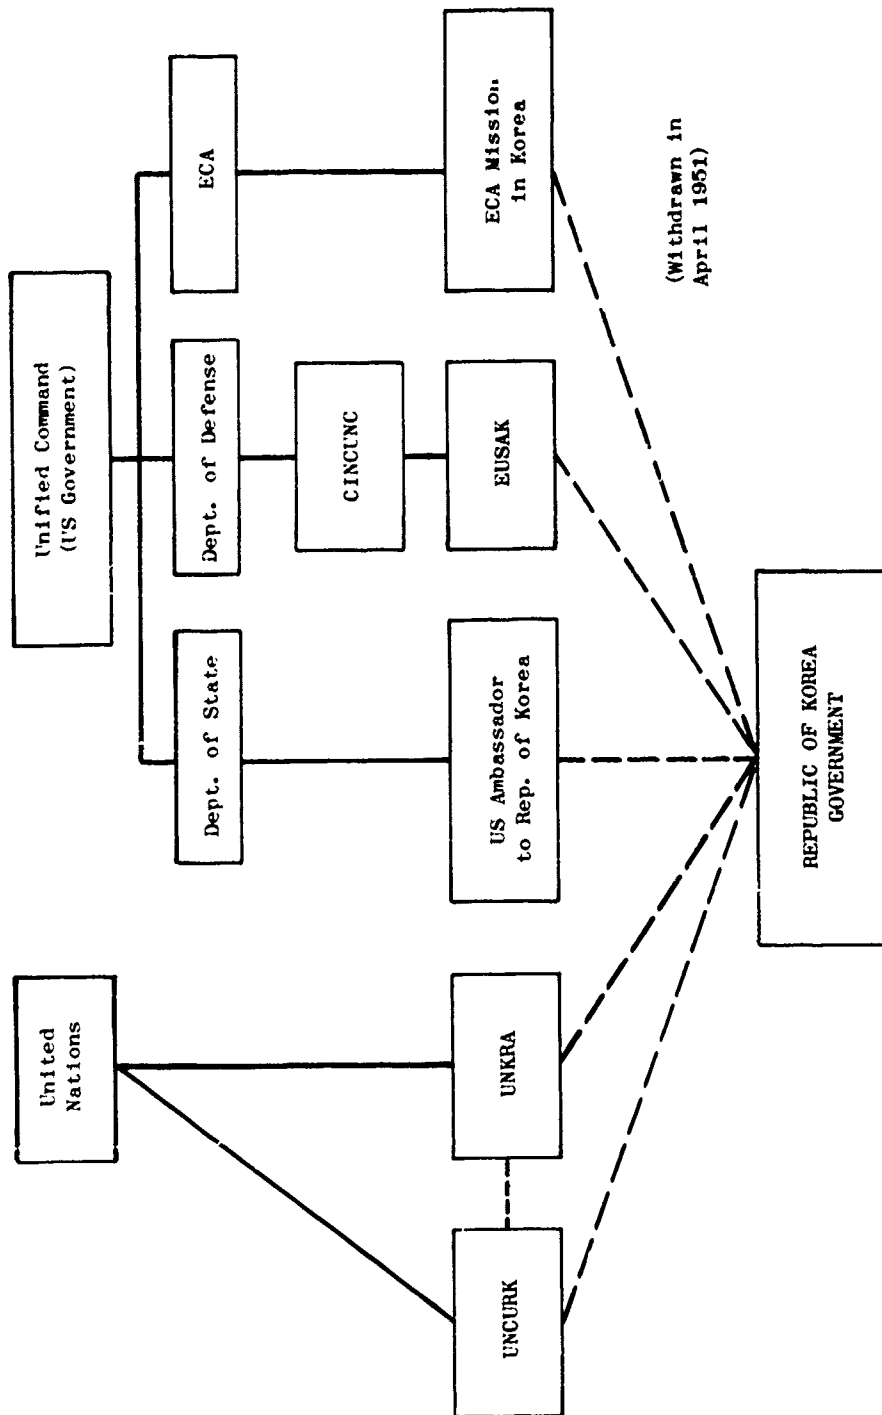 United
Nations
Unified Command
(US Government)
Dept. of State
Dept. of Defense
ECA
CINCUNC
UNCURK
UNKRA
US Ambassador
to Rep. of Korea
EUSAK
ECA Mission
in Korea
(Withdrawn in
April 1951)
REPUBLIC OF KOREA
GOVERNMENT